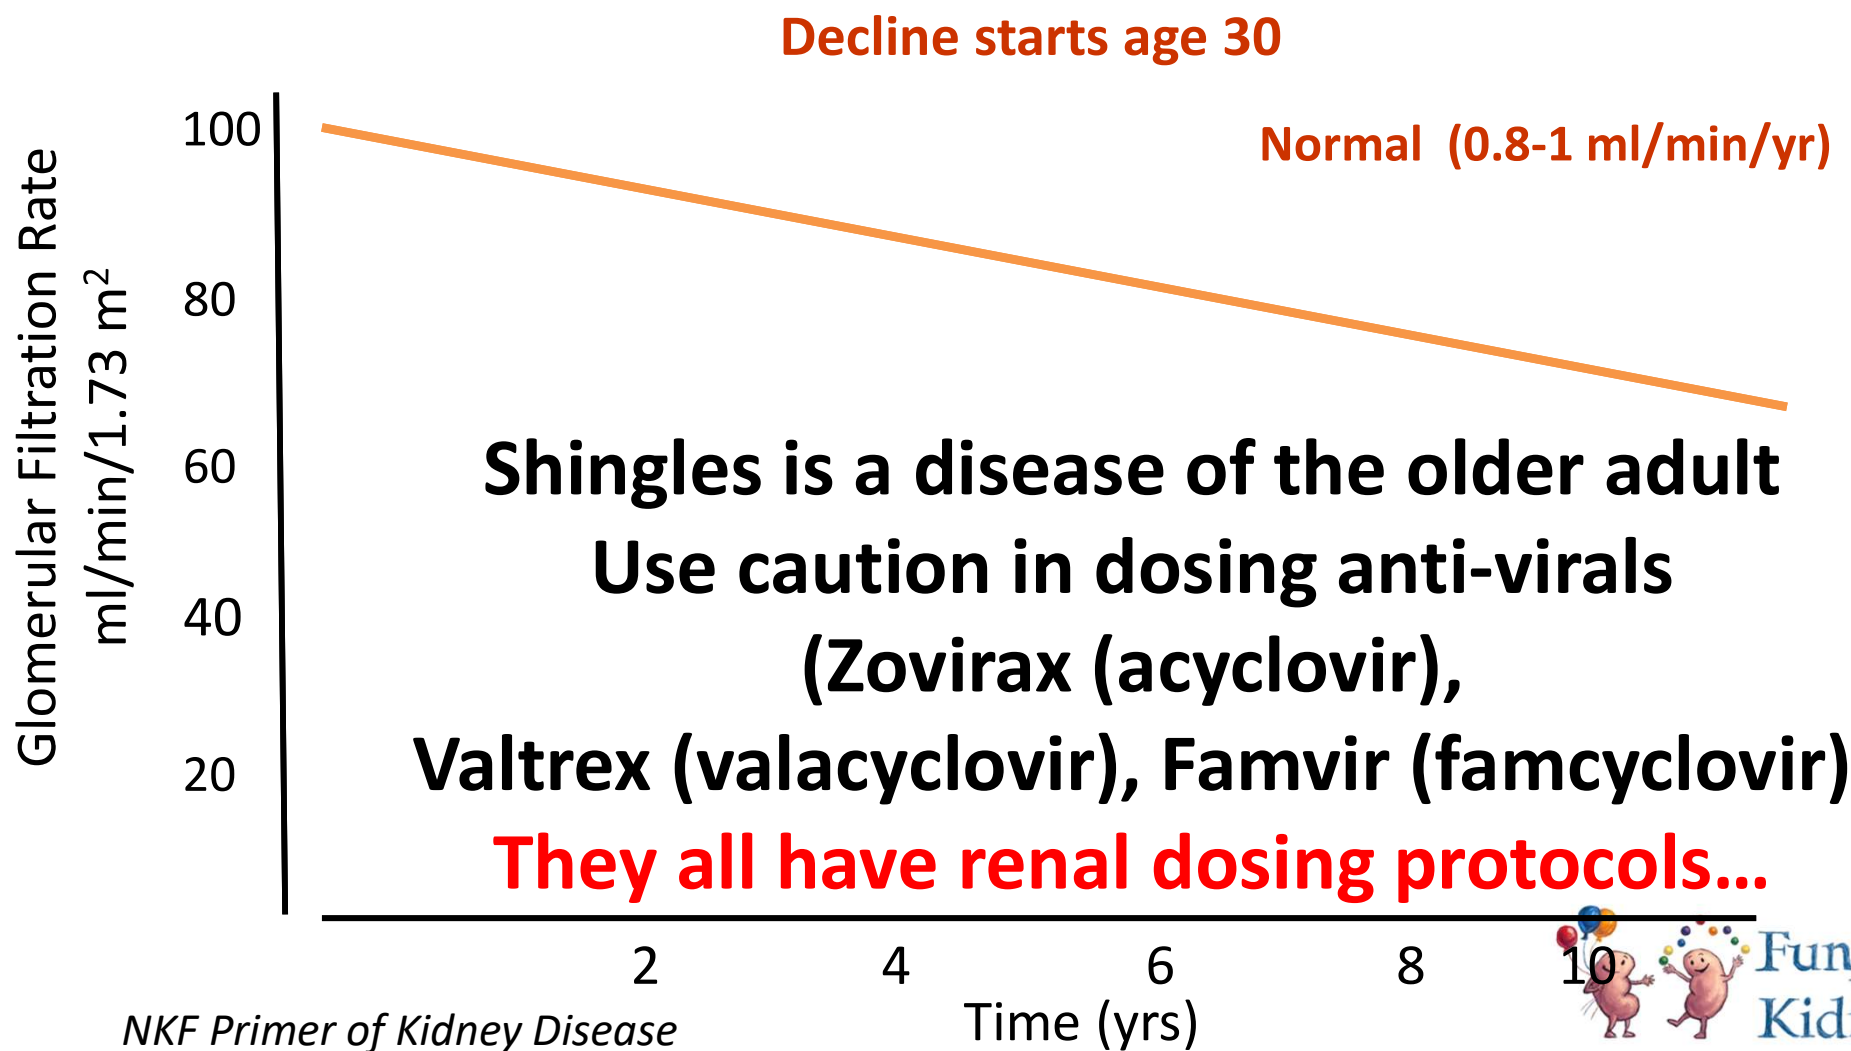 Decline starts age 30
Normal (0.8-1 ml/min/yr)
Glomerular Filtration Rate
ml/min/1.73 m²
100
80
60
40
20
Shingles is a disease of the older adult
Use caution in dosing anti-virals
(Zovirax (acyclovir),
Valtrex (valacyclovir), Famvir (famcyclovir)
They all have renal dosing protocols...
2 4 6 8 10
Time (yrs)
NKF Primer of Kidney Disease